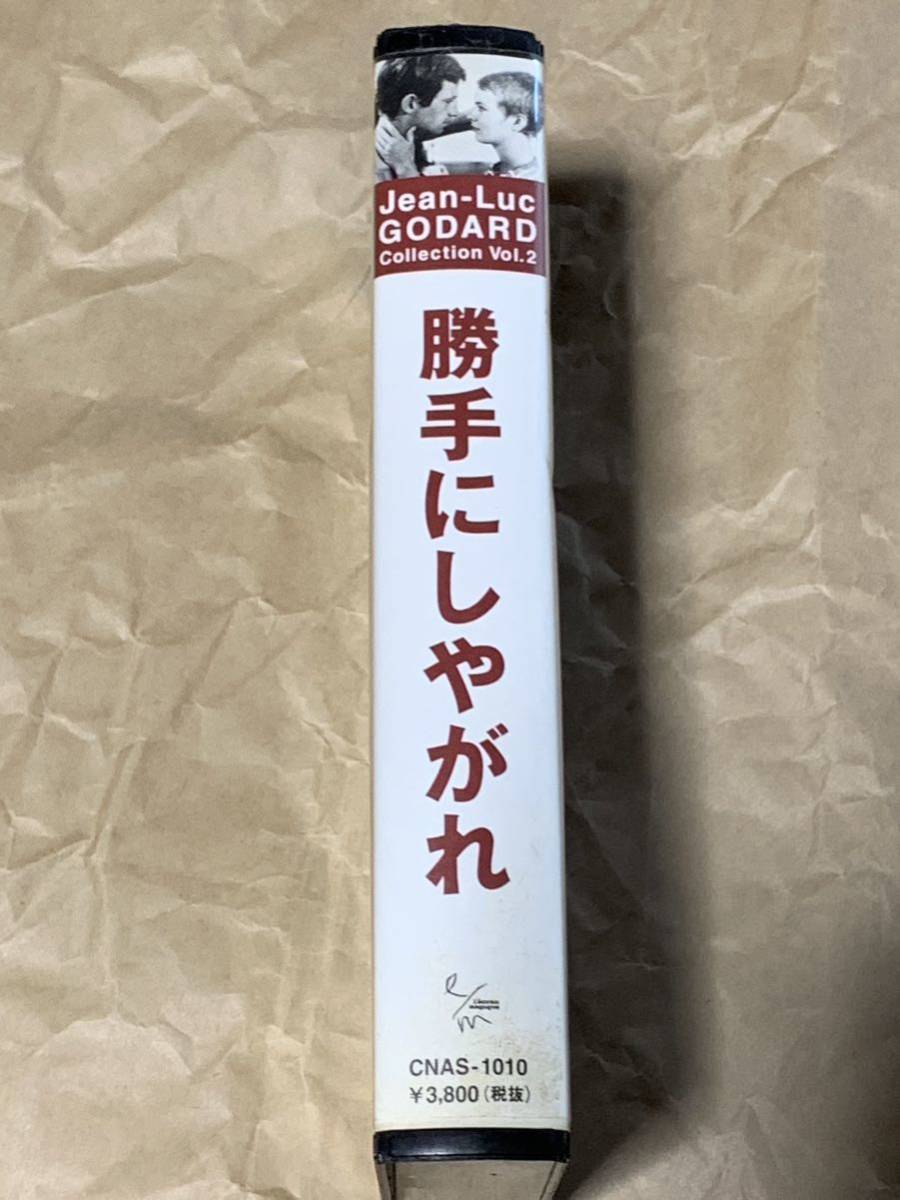 Jean-Luc
GODARD
Collection Vol.2
勝手にしやがれ
e/m
CNAS-1010
¥3,800(税抜)